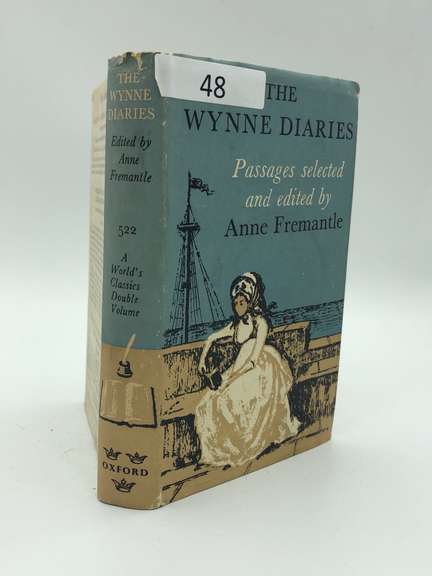 THE
WYNNE
DIARIES
Edited by
Anne
Fremantle
522
A
World's
Classics
Double
Volume
OXFORD
48
THE
WYNNE DIARIES
Passages selected
and edited by
Anne Fremantle